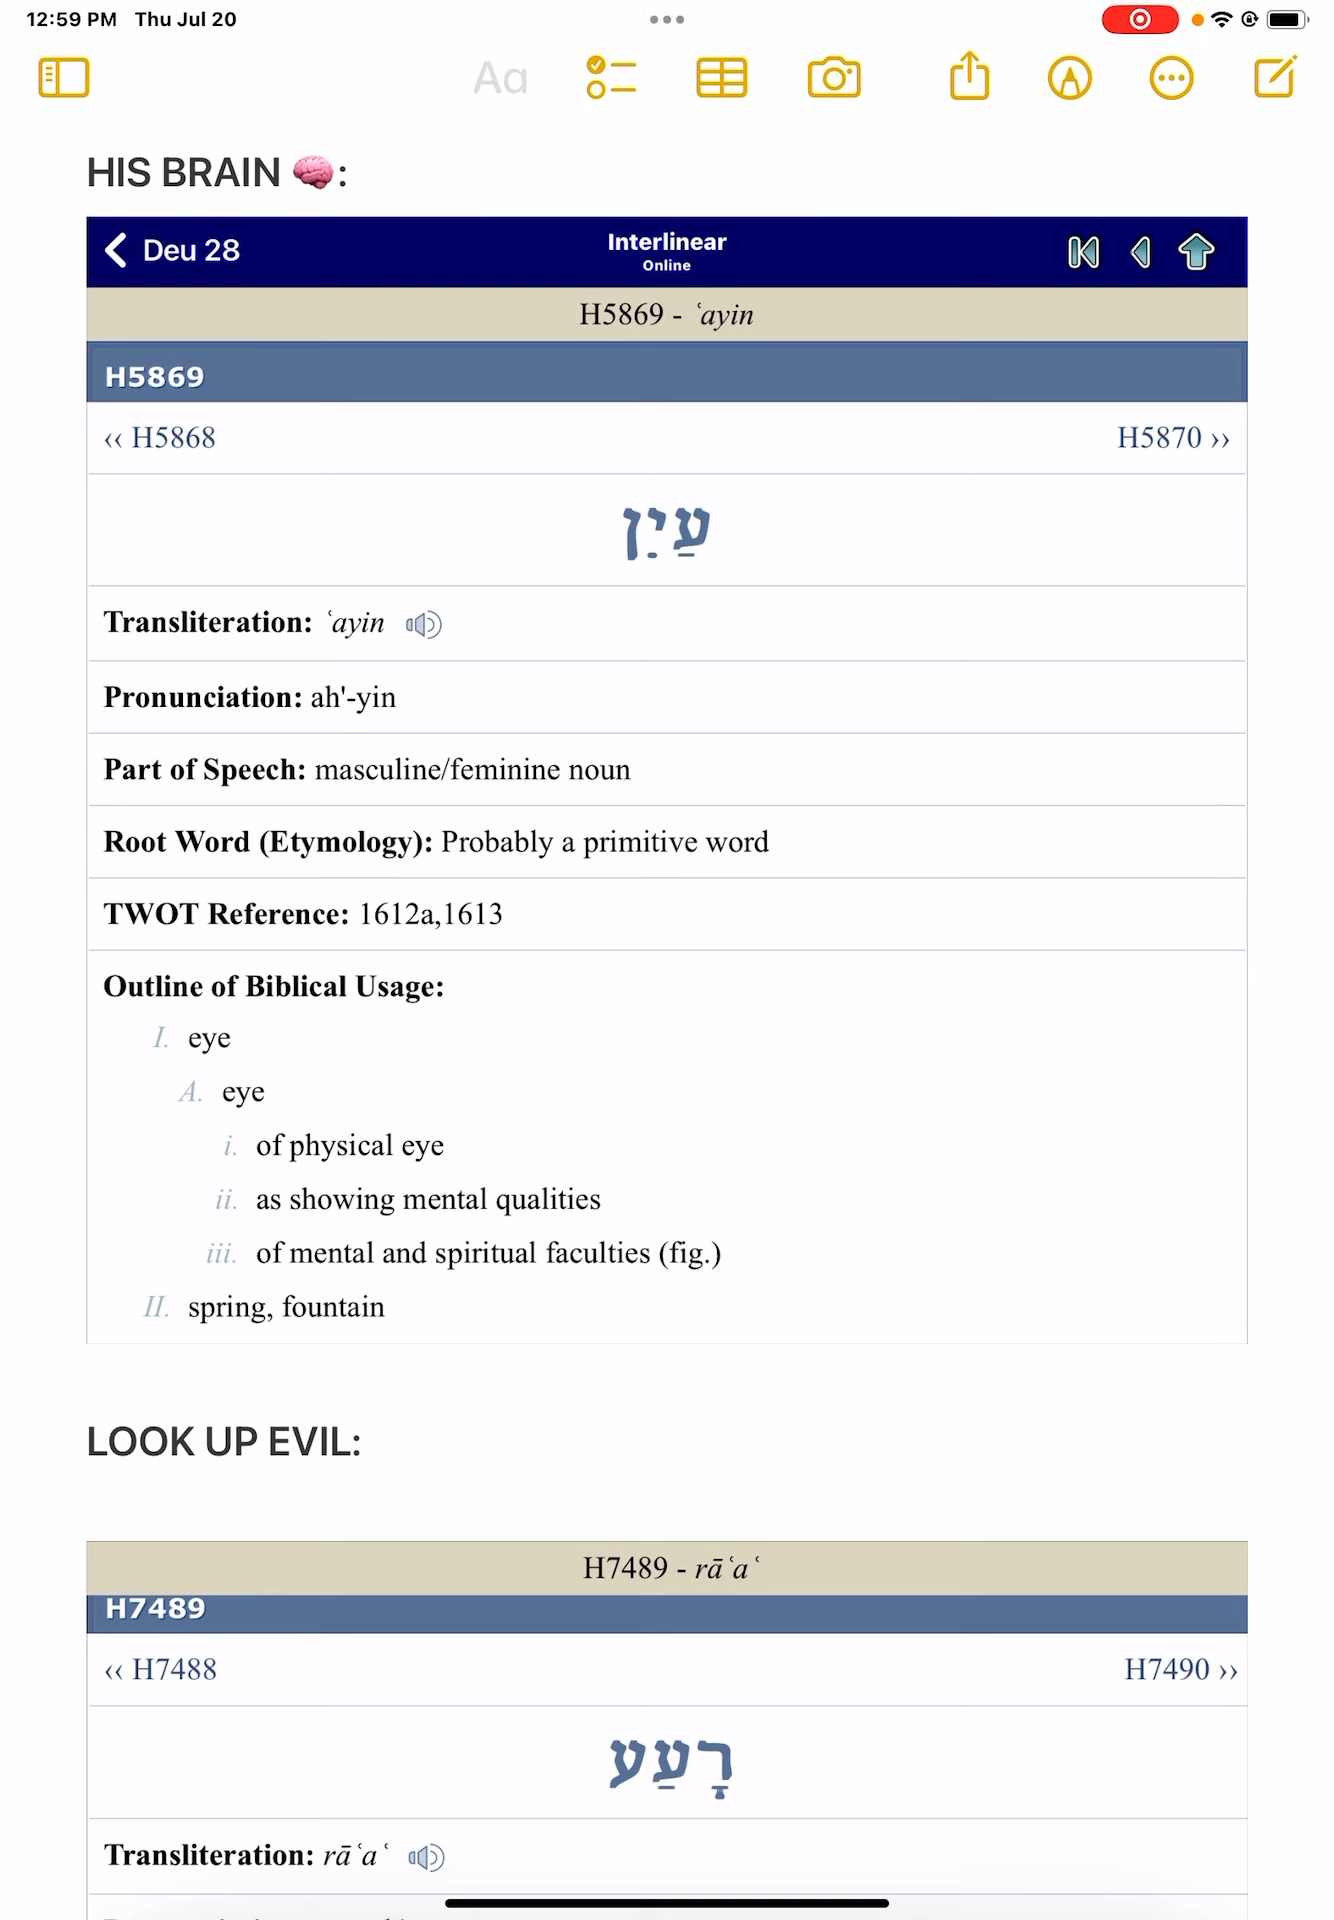 12:59 PM Thu Jul 20
Aa
HIS BRAIN 🧠:
Deu 28
Interlinear
Online
H5869 - ʿayin
H5869
‹‹ H5868
H5870 ››
עַיִן
Transliteration: ʿayin
Pronunciation: ah'-yin
Part of Speech: masculine/feminine noun
Root Word (Etymology): Probably a primitive word
TWOT Reference: 1612a,1613
Outline of Biblical Usage:
I. eye
A. eye
i. of physical eye
ii. as showing mental qualities
iii. of mental and spiritual faculties (fig.)
II. spring, fountain
LOOK UP EVIL:
H7489 - rāʿaʿ
H7489
‹‹ H7488
H7490 ››
רָעַע
Transliteration: rāʿaʿ